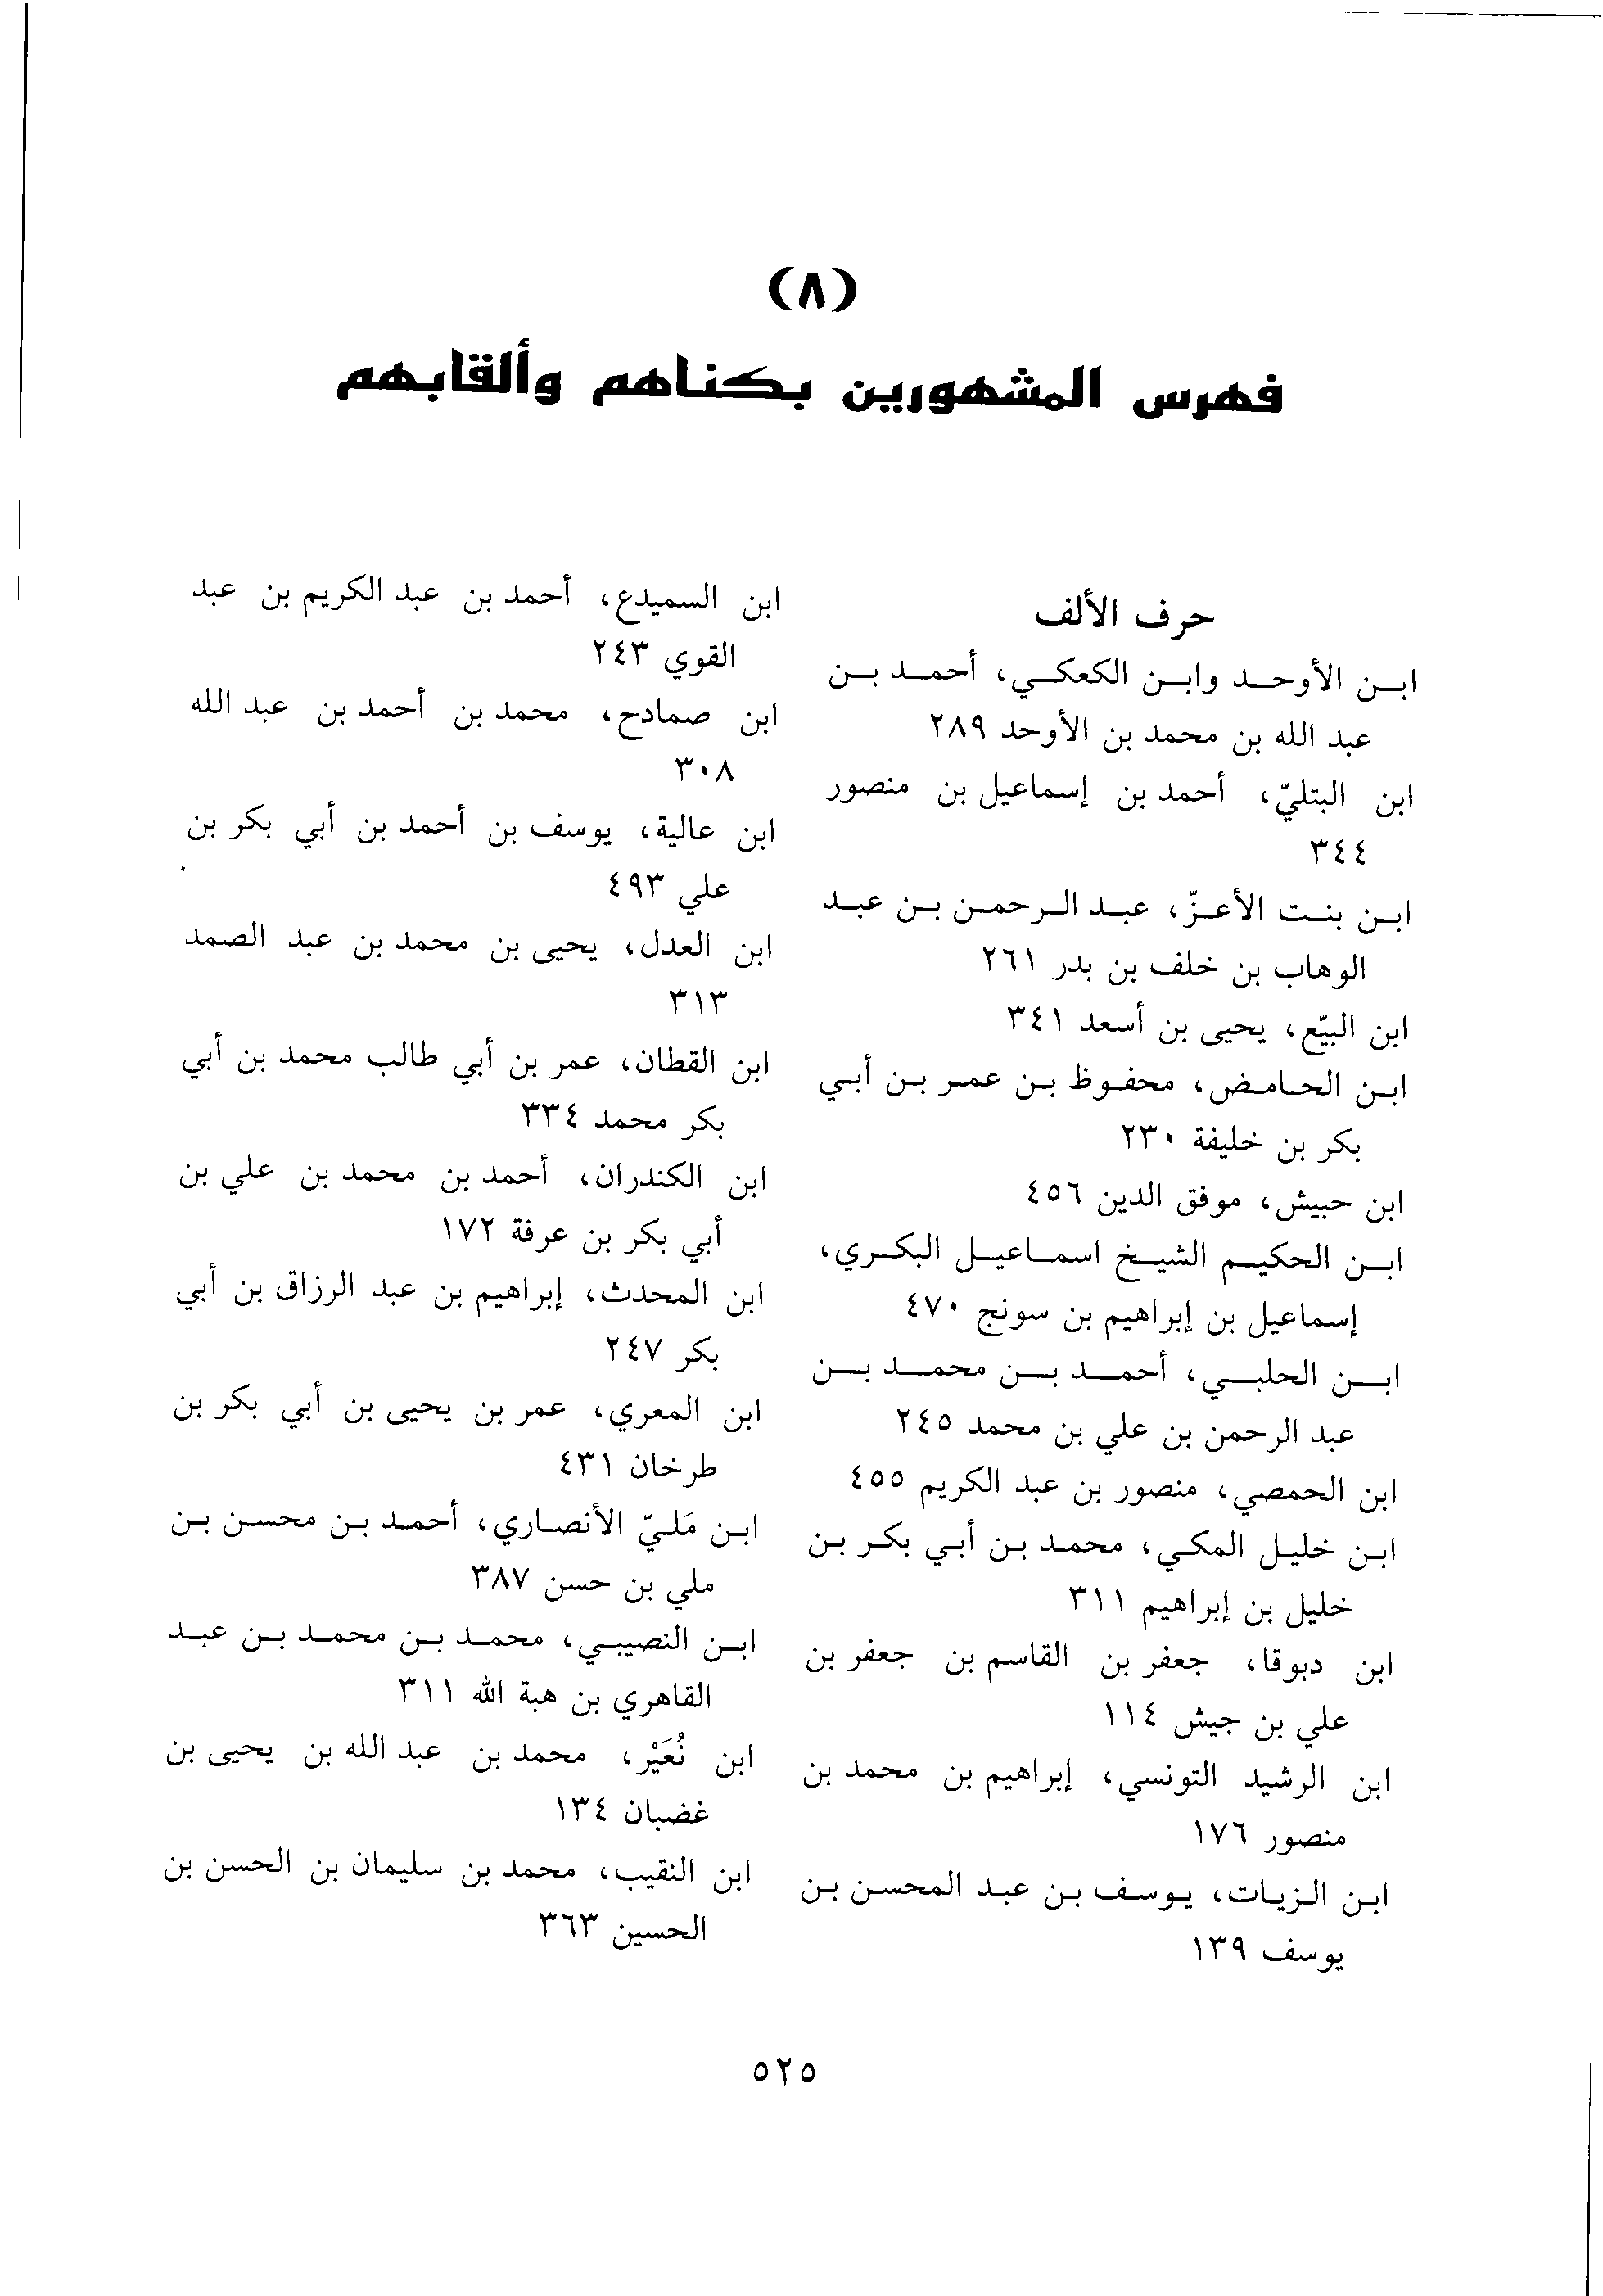 (٨)
فهرس المشهورين بكناهم وألقابهم
حرف الألف
ابن الأوحد وابن الكعكي، أحمد بن
عبد الله بن محمد بن الأوحد ٢٨٩
ابن البتليّ، أحمد بن إسماعيل بن منصور
٣٤٤
ابن بنت الأعزّ، عبد الرحمن بن عبد
الوهاب بن خلف بن بدر ٢٦١
ابن البيّع، يحيى بن أسعد ٣٤١
ابن الحامض، محفوظ بن عمر بن أبي
بكر بن خليفة ٢٣٠
ابن حبيش، موفق الدين ٤٥٦
ابن الحكيم الشيخ اسماعيل البكري،
إسماعيل بن إبراهيم بن سونج ٤٧٠
ابن الحلبي، أحمد بن محمد بن
عبد الرحمن بن علي بن محمد ٢٤٥
ابن الحمصي، منصور بن عبد الكريم ٤٥٥
ابن خليل المكي، محمد بن أبي بكر بن
خليل بن إبراهيم ٣١١
ابن دبوقا، جعفر بن القاسم بن جعفر بن
علي بن جيش ١١٤
ابن الرشيد التونسي، إبراهيم بن محمد بن
منصور ١٧٦
ابن الزيات، يوسف بن عبد المحسن بن
يوسف ١٣٩
ابن السميدع، أحمد بن عبد الكريم بن عبد
القوي ٢٤٣
ابن صمادح، محمد بن أحمد بن عبد الله
٣٠٨
ابن عالية، يوسف بن أحمد بن أبي بكر بن
علي ٤٩٣
ابن العدل، يحيى بن محمد بن عبد الصمد
٣١٣
ابن القطان، عمر بن أبي طالب محمد بن أبي
بكر محمد ٣٣٤
ابن الكندران، أحمد بن محمد بن علي بن
أبي بكر بن عرفة ١٧٢
ابن المحدث، إبراهيم بن عبد الرزاق بن أبي
بكر ٢٤٧
ابن المعري، عمر بن يحيى بن أبي بكر بن
طرخان ٤٣١
ابن مَليّ الأنصاري، أحمد بن محسن بن
ملي بن حسن ٣٨٧
ابن النصيبي، محمد بن محمد بن عبد
القاهري بن هبة الله ٣١١
ابن نُعَيْر، محمد بن عبد الله بن يحيى بن
غضبان ١٣٤
ابن النقيب، محمد بن سليمان بن الحسن بن
الحسين ٣٦٣
٥٢٥